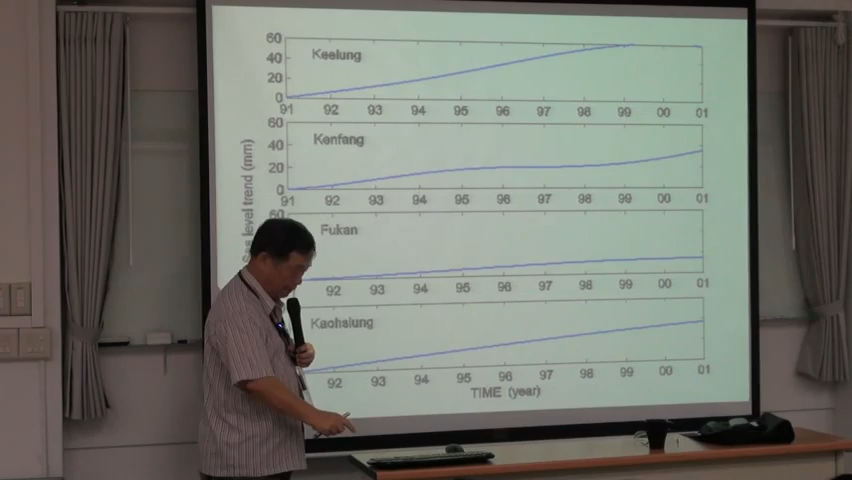 60
40
20
0
Keelung
91 92 93 94 95 96 97 98 99 00 01
60
40
20
0
Kenfang
91 92 93 94 95 96 97 98 99 00 01
60
Fukan
92 93 94 95 96 97 98 99 00 01
Kaohsiung
92 93 94 95 96 97 98 99 00 01
TIME (year)
level trend (mm)